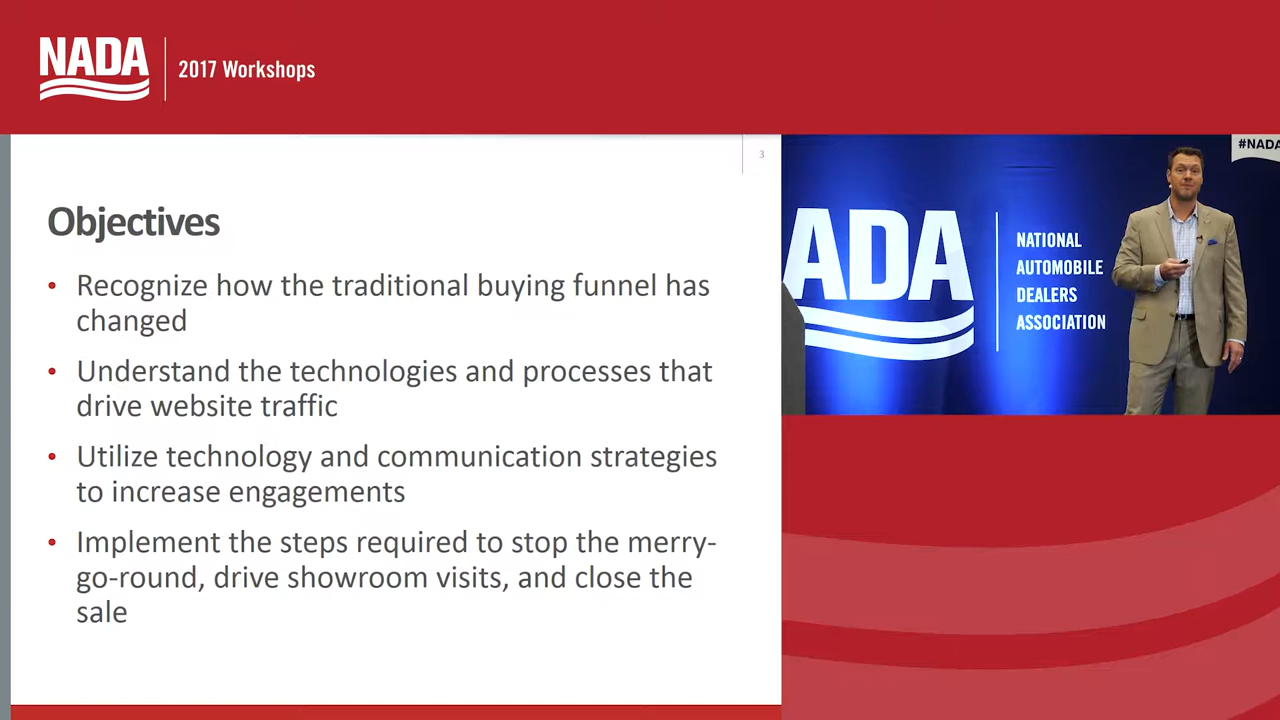 NADA
2017 Workshops
3
Objectives
• Recognize how the traditional buying funnel has
changed
• Understand the technologies and processes that
drive website traffic
• Utilize technology and communication strategies
to increase engagements
• Implement the steps required to stop the merry-
go-round, drive showroom visits, and close the
sale
#NADA
NADA
NATIONAL
AUTOMOBILE
DEALERS
ASSOCIATION